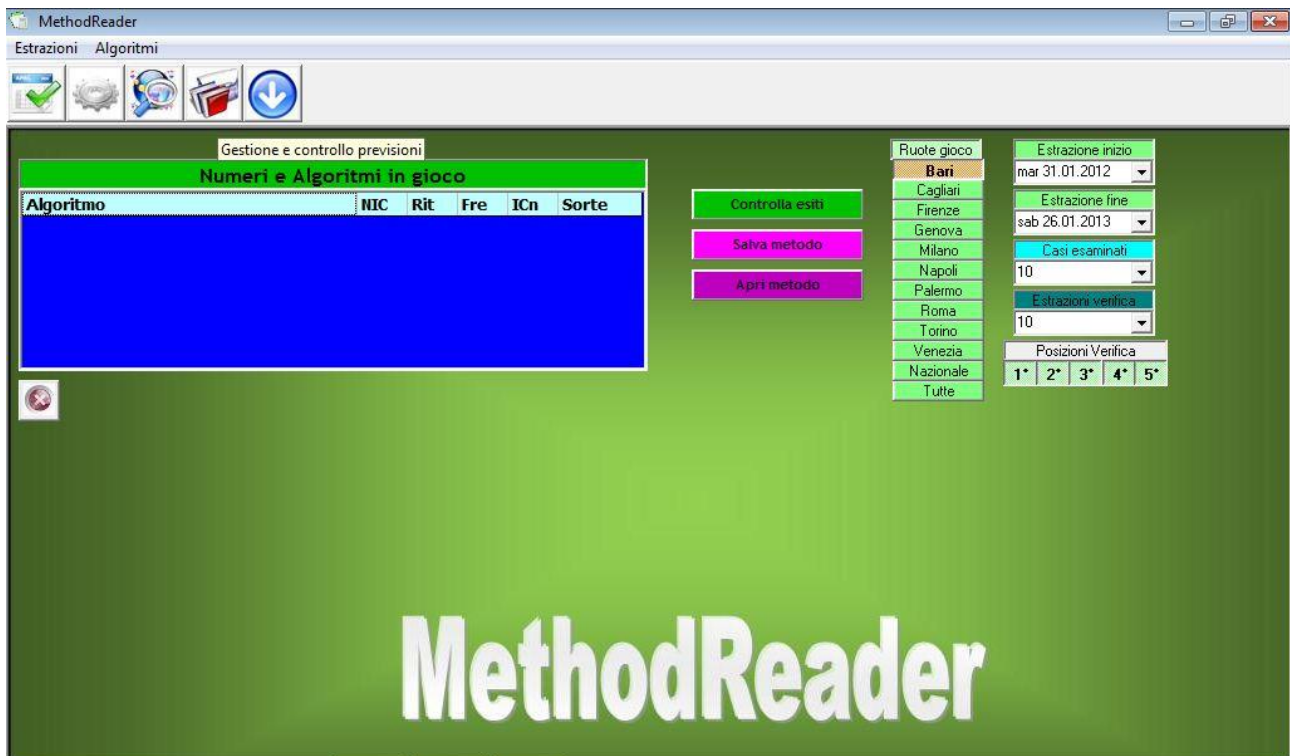 MethodReader
Estrazioni Algoritmi
Gestione e controllo previsioni
Numeri e Algoritmi in gioco
Algoritmo NIC Rit Fre ICn Sorte
Controlla esiti
Salva metodo
Apri metodo
Ruote gioco
Bari
Cagliari
Firenze
Genova
Milano
Napoli
Palermo
Roma
Torino
Venezia
Nazionale
Tutte
Estrazione inizio
mar 31.01.2012
Estrazione fine
sab 26.01.2013
Casi esaminati
10
Estrazioni verifica
10
Posizioni Verifica
1* 2* 3* 4* 5*
MethodReader